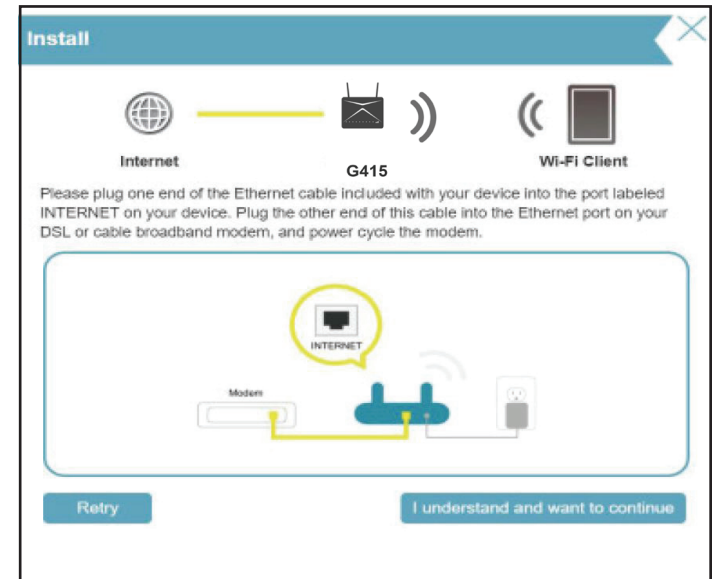 Install
Internet
G415
Wi-Fi Client
Please plug one end of the Ethernet cable included with your device into the port labeled
INTERNET on your device. Plug the other end of this cable into the Ethernet port on your
DSL or cable broadband modem, and power cycle the modem.
INTERNET
Modem
Retry
I understand and want to continue